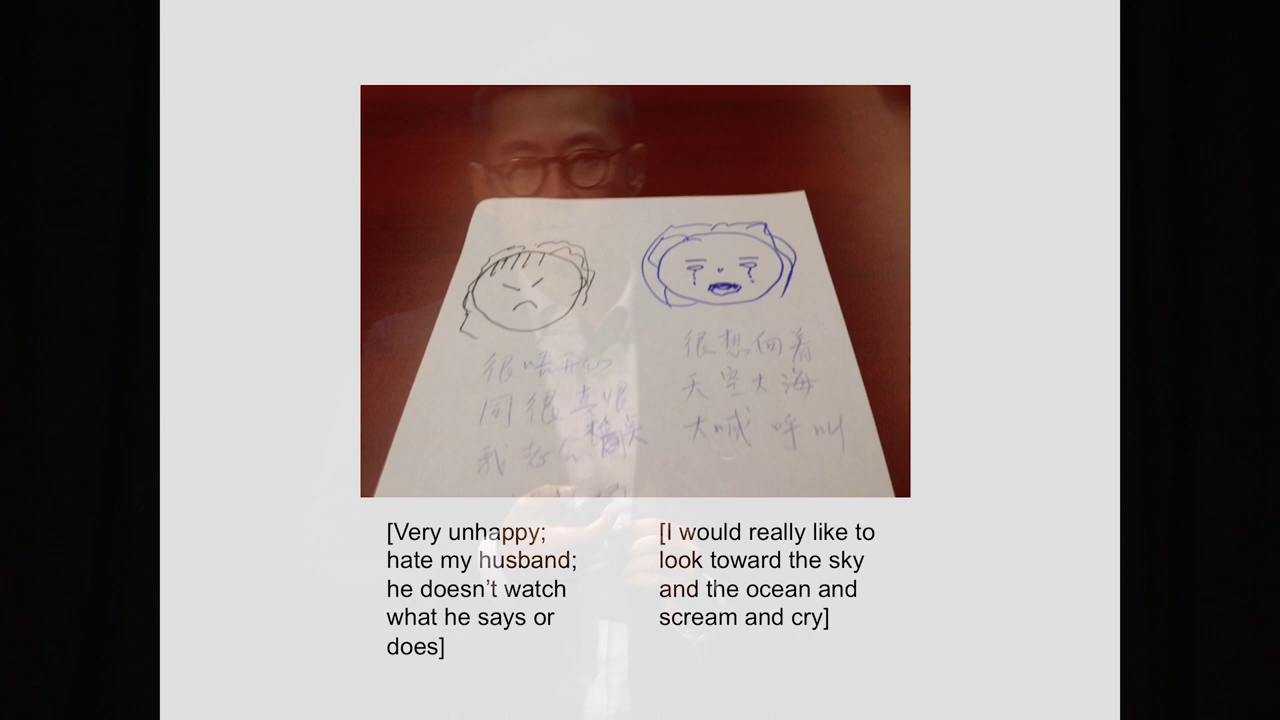 很唔开心
同很
我老公
很想向着
天空大海
大喊 呼叫
[Very unhappy;
hate my husband;
he doesn’t watch
what he says or
does]
[I would really like to
look toward the sky
and the ocean and
scream and cry]